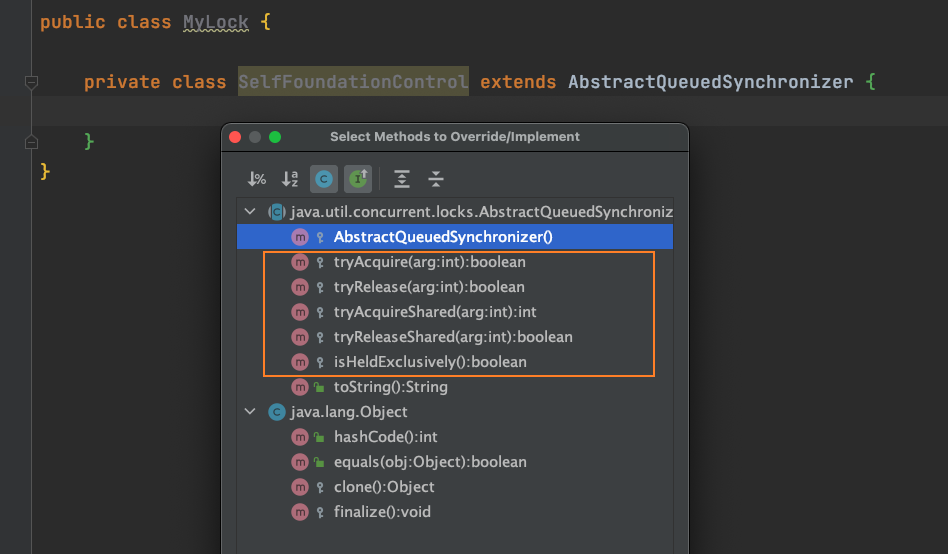 public class MyLock {
private class SelfFoundationControl extends AbstractQueuedSynchronizer {
}
}
Select Methods to Override/Implement
java.util.concurrent.locks.AbstractQueuedSynchroniz
AbstractQueuedSynchronizer()
tryAcquire(arg:int):boolean
tryRelease(arg:int):boolean
tryAcquireShared(arg:int):int
tryReleaseShared(arg:int):boolean
isHeldExclusively():boolean
toString():String
java.lang.Object
hashCode():int
equals(obj:Object):boolean
clone():Object
finalize():void